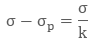 σ − σₚ = σ/k